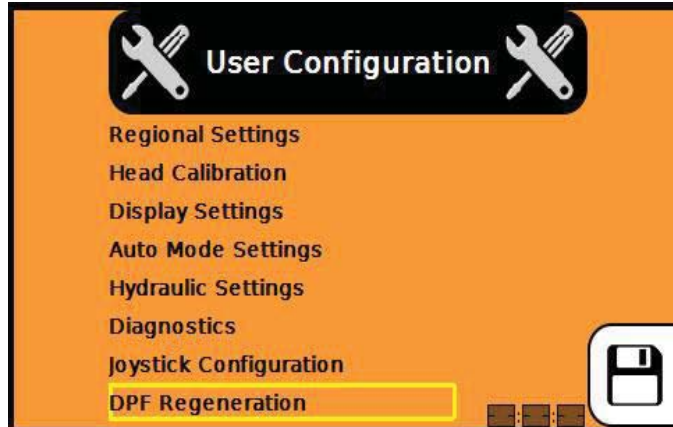 User Configuration
Regional Settings
Head Calibration
Display Settings
Auto Mode Settings
Hydraulic Settings
Diagnostics
Joystick Configuration
DPF Regeneration